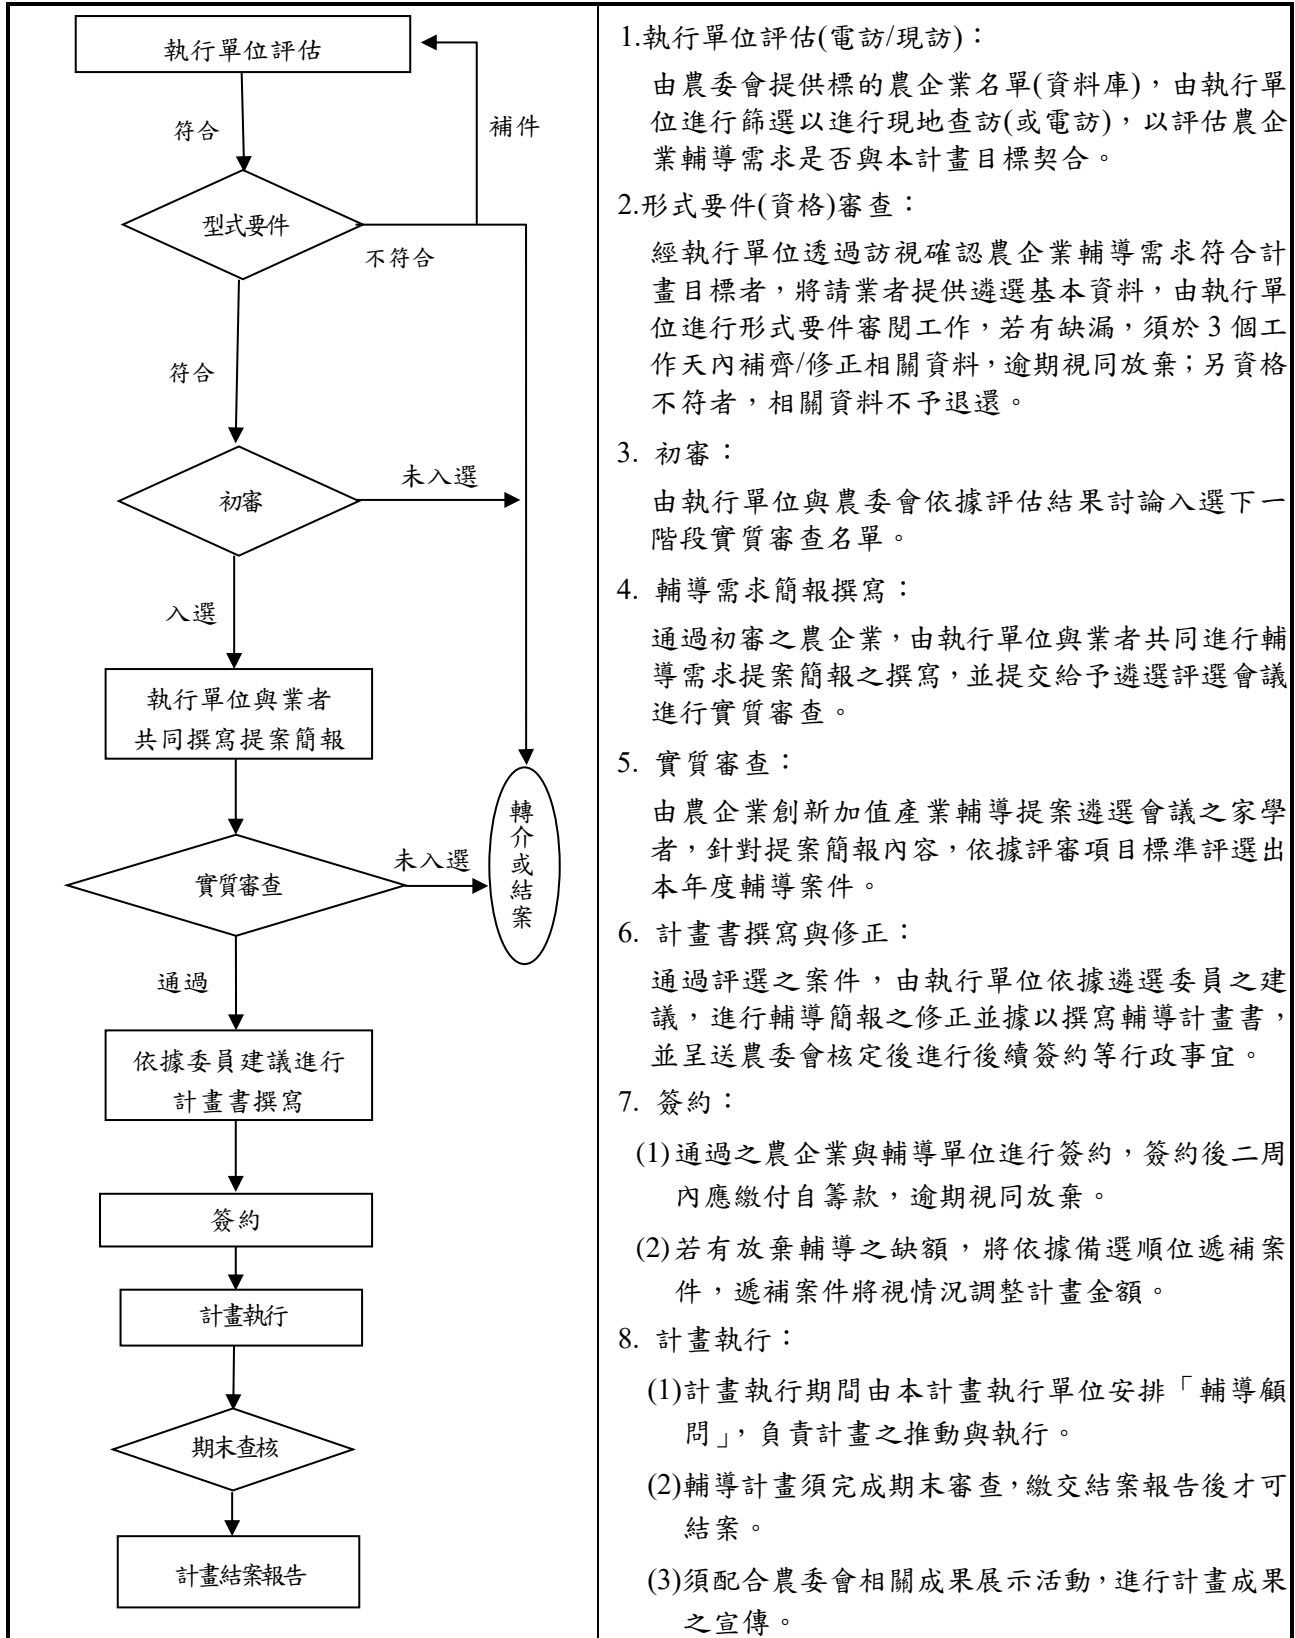 執行單位評估
符合
補件
型式要件
不符合
符合
初審
未入選
入選
執行單位與業者
共同撰寫提案簡報
實質審查
未入選
轉介或結案
通過
依據委員建議進行
計畫書撰寫
簽約
計畫執行
期末查核
計畫結案報告
1.執行單位評估(電訪/現訪)：
由農委會提供標的農企業名單(資料庫)，由執行單
位進行篩選以進行現地查訪(或電訪)，以評估農企
業輔導需求是否與本計畫目標契合。
2.形式要件(資格)審查：
經執行單位透過訪視確認農企業輔導需求符合計
畫目標者，將請業者提供遴選基本資料，由執行單
位進行形式要件審閱工作，若有缺漏，須於 3 個工
作天內補齊/修正相關資料，逾期視同放棄；另資格
不符者，相關資料不予退還。
3. 初審：
由執行單位與農委會依據評估結果討論入選下一
階段實質審查名單。
4. 輔導需求簡報撰寫：
通過初審之農企業，由執行單位與業者共同進行輔
導需求提案簡報之撰寫，並提交給予遴選評選會議
進行實質審查。
5. 實質審查：
由農企業創新加值產業輔導提案遴選會議之家學
者，針對提案簡報內容，依據評審項目標準評選出
本年度輔導案件。
6. 計畫書撰寫與修正：
通過評選之案件，由執行單位依據遴選委員之建
議，進行輔導簡報之修正並據以撰寫輔導計畫書，
並呈送農委會核定後進行後續簽約等行政事宜。
7. 簽約：
(1)通過之農企業與輔導單位進行簽約，簽約後二周
內應繳付自籌款，逾期視同放棄。
(2)若有放棄輔導之缺額，將依據備選順位遞補案
件，遞補案件將視情況調整計畫金額。
8. 計畫執行：
(1)計畫執行期間由本計畫執行單位安排「輔導顧
問」，負責計畫之推動與執行。
(2)輔導計畫須完成期末審查，繳交結案報告後才可
結案。
(3)須配合農委會相關成果展示活動，進行計畫成果
之宣傳。